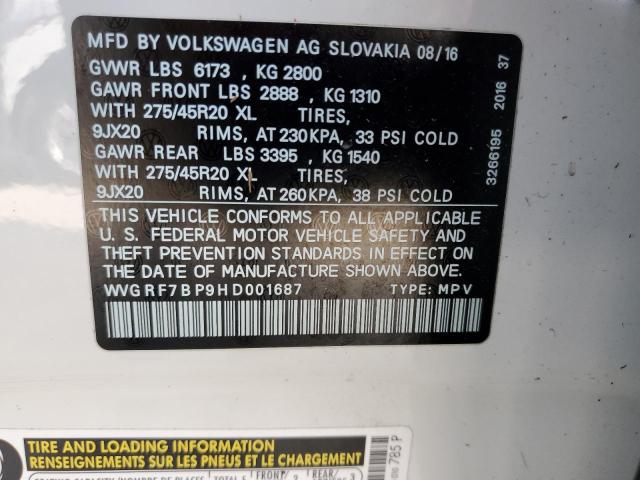 MFD BY VOLKSWAGEN AG SLOVAKIA 08/16
GVWR LBS 6173 , KG 2800
GAWR FRONT LBS 2888 , KG 1310
WITH 275/45R20 XL TIRES,
9JX20 RIMS, AT 230KPA, 33 PSI COLD
GAWR REAR LBS 3395 , KG 1540
WITH 275/45R20 XL TIRES,
9JX20 RIMS, AT 260KPA, 38 PSI COLD
THIS VEHICLE CONFORMS TO ALL APPLICABLE
U. S. FEDERAL MOTOR VEHICLE SAFETY AND
THEFT PREVENTION STANDARDS IN EFFECT ON
THE DATE OF MANUFACTURE SHOWN ABOVE.
WVGRF7BP9HD001687 TYPE: MPV
3266195 2016 37
TIRE AND LOADING INFORMATION
RENSEIGNEMENTS SUR LES PNEUS ET LE CHARGEMENT
785 P